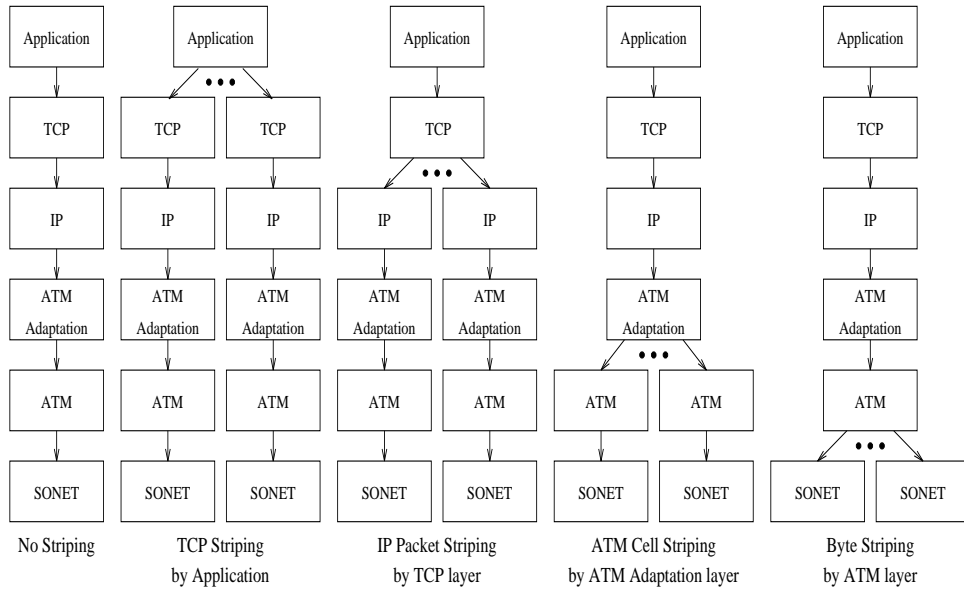 Application Application Application Application Application
TCP TCP TCP TCP TCP TCP
IP IP IP IP IP IP IP
ATM ATM ATM ATM ATM ATM ATM
Adaptation Adaptation Adaptation Adaptation Adaptation Adaptation Adaptation
ATM ATM ATM ATM ATM ATM ATM ATM
SONET SONET SONET SONET SONET SONET SONET SONET SONET
No Striping TCP Striping IP Packet Striping ATM Cell Striping Byte Striping
by Application by TCP layer by ATM Adaptation layer by ATM layer